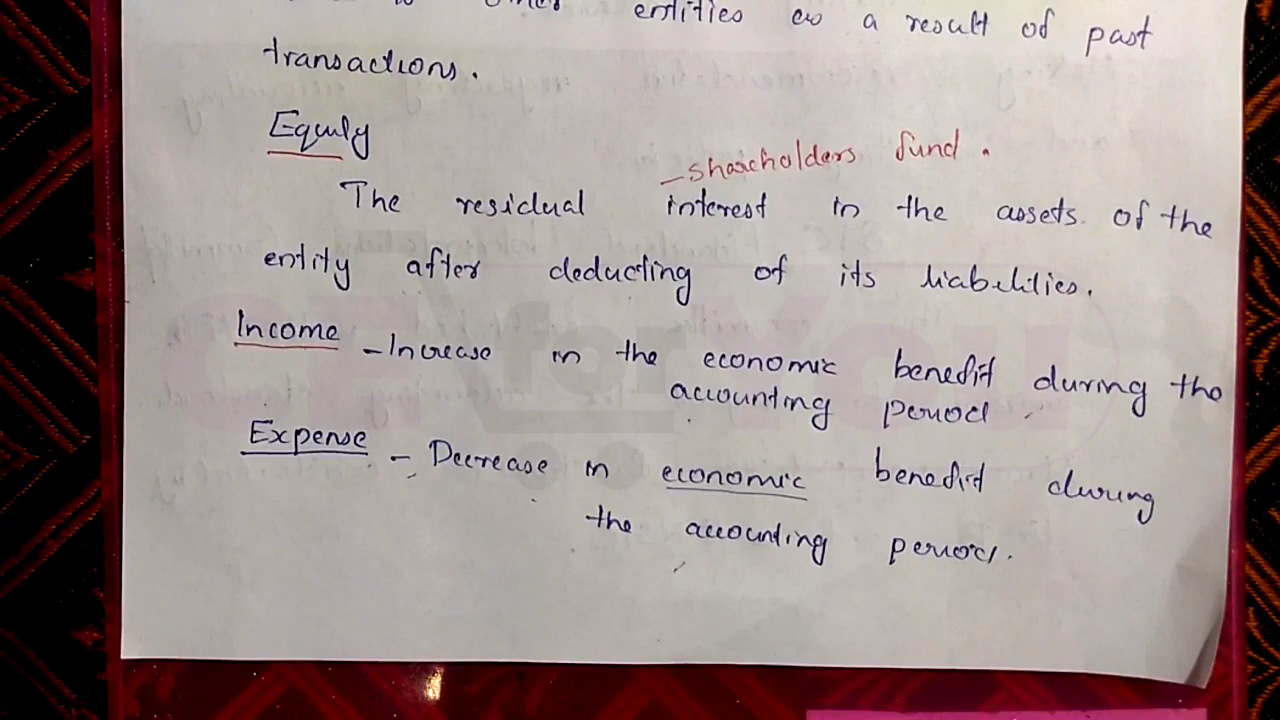 entities as a result of past
transactions.
Equity
shareholders fund.
The residual interest in the assets of the
entity after deducting of its liabilities.
Income - Increase in the economic benefit during the
accounting period
Expense - Decrease in economic benefit during
the accounting period.
for You